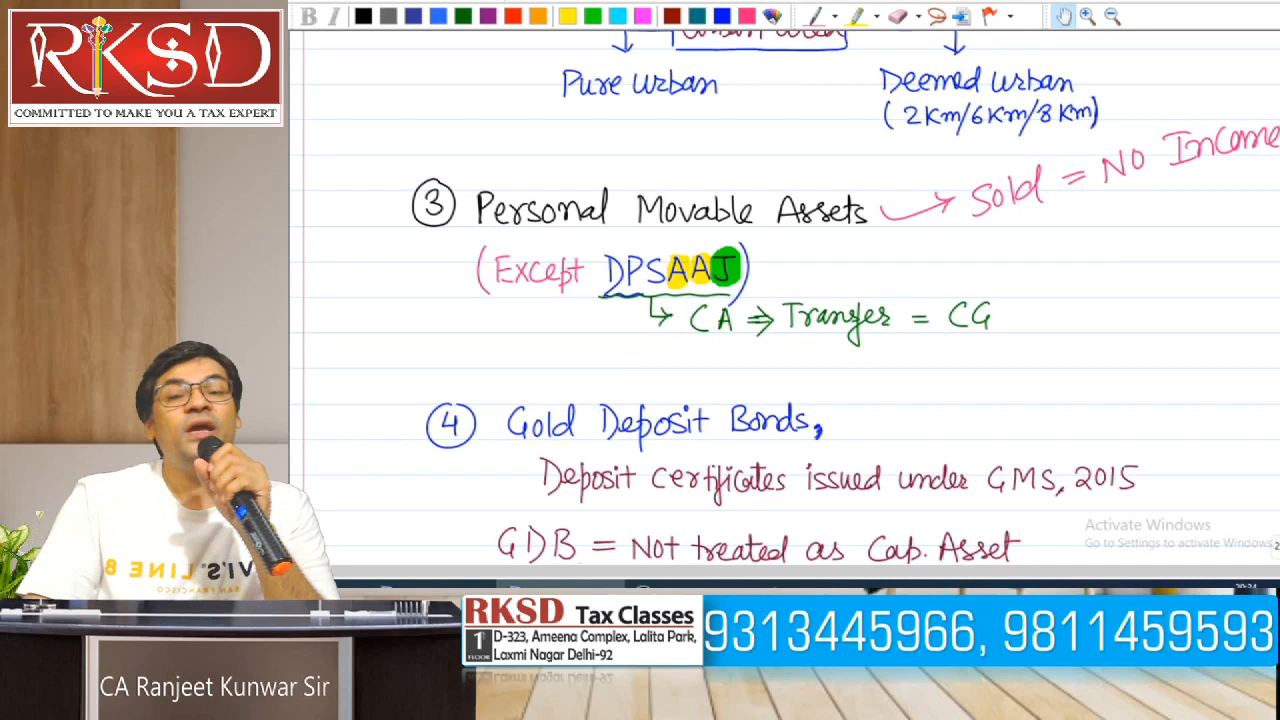 B I
RKSD
COMMITTED TO MAKE YOU A TAX EXPERT
Pure Urban
Deemed Urban
(2Km/6Km/8Km)
③ Personal Movable Assets → Sold = NO Income
(Except DPSAAJ)
CA ⇒ Transfer = CG
④ Gold Deposit Bonds,
Deposit certificates issued under GMS, 2015
GDB = Not treated as Cap. Asset
Activate Windows
Go to Settings to activate Windows
RKSD Tax Classes
1st FLOOR
D-323, Ameena Complex, Lalita Park,
Laxmi Nagar Delhi-92
9313445966, 9811459593
CA Ranjeet Kunwar Sir